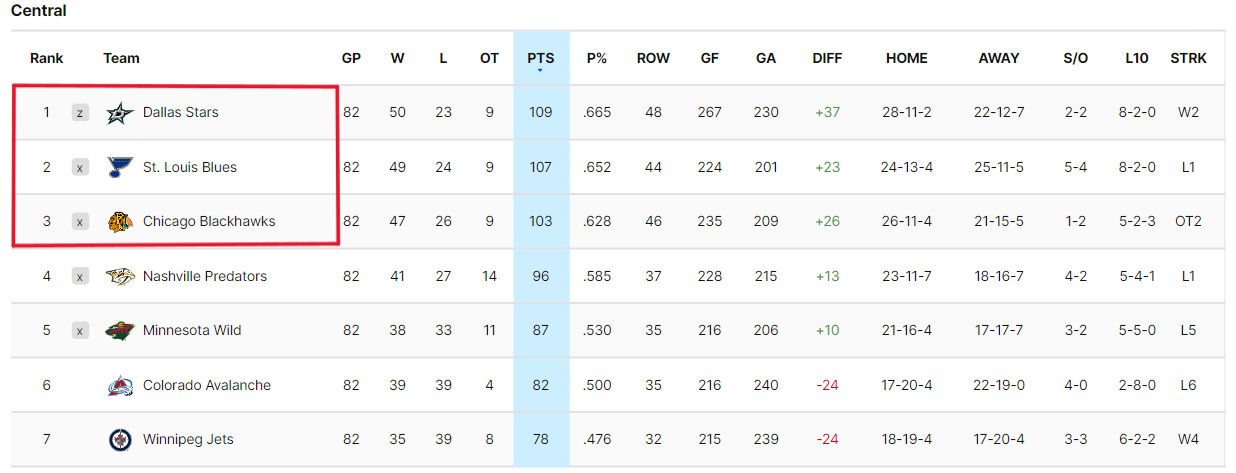 Central
Rank Team GP W L OT PTS P% ROW GF GA DIFF HOME AWAY S/O L10 STRK
1 z Dallas Stars 82 50 23 9 109 .665 48 267 230 +37 28-11-2 22-12-7 2-2 8-2-0 W2
2 x St. Louis Blues 82 49 24 9 107 .652 44 224 201 +23 24-13-4 25-11-5 5-4 8-2-0 L1
3 x Chicago Blackhawks 82 47 26 9 103 .628 46 235 209 +26 26-11-4 21-15-5 1-2 5-2-3 OT2
4 x Nashville Predators 82 41 27 14 96 .585 37 228 215 +13 23-11-7 18-16-7 4-2 5-4-1 L1
5 x Minnesota Wild 82 38 33 11 87 .530 35 216 206 +10 21-16-4 17-17-7 3-2 5-5-0 L5
6 Colorado Avalanche 82 39 39 4 82 .500 35 216 240 -24 17-20-4 22-19-0 4-0 2-8-0 L6
7 Winnipeg Jets 82 35 39 8 78 .476 32 215 239 -24 18-19-4 17-20-4 3-3 6-2-2 W4